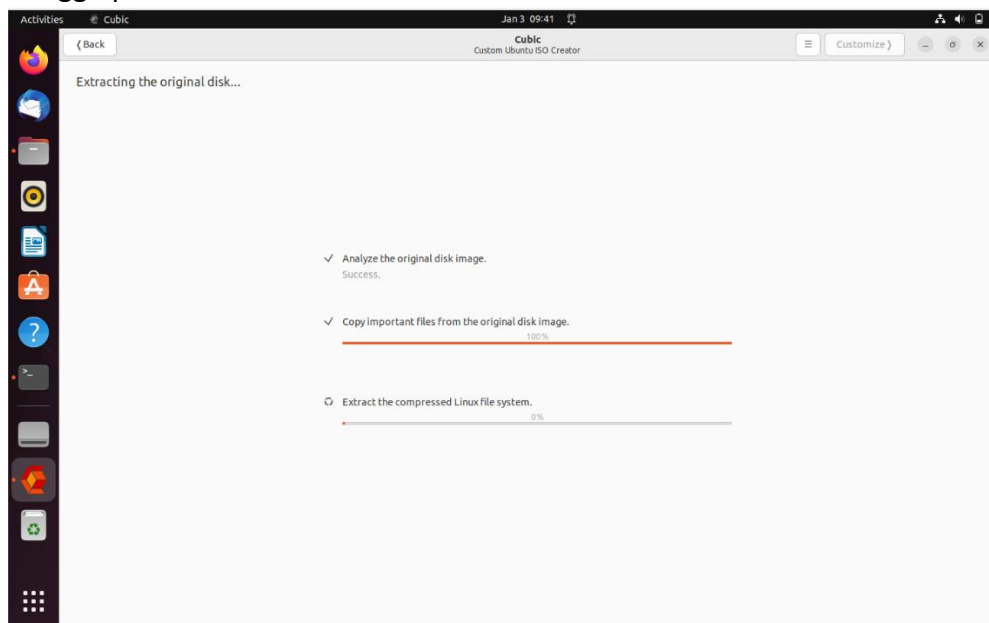 Activities Cubic Jan 3 09:41
Back
Cubic
Custom Ubuntu ISO Creator
Customize
Extracting the original disk...
Analyze the original disk image.
Success.
Copy important files from the original disk image.
100%
Extract the compressed Linux file system.
0%